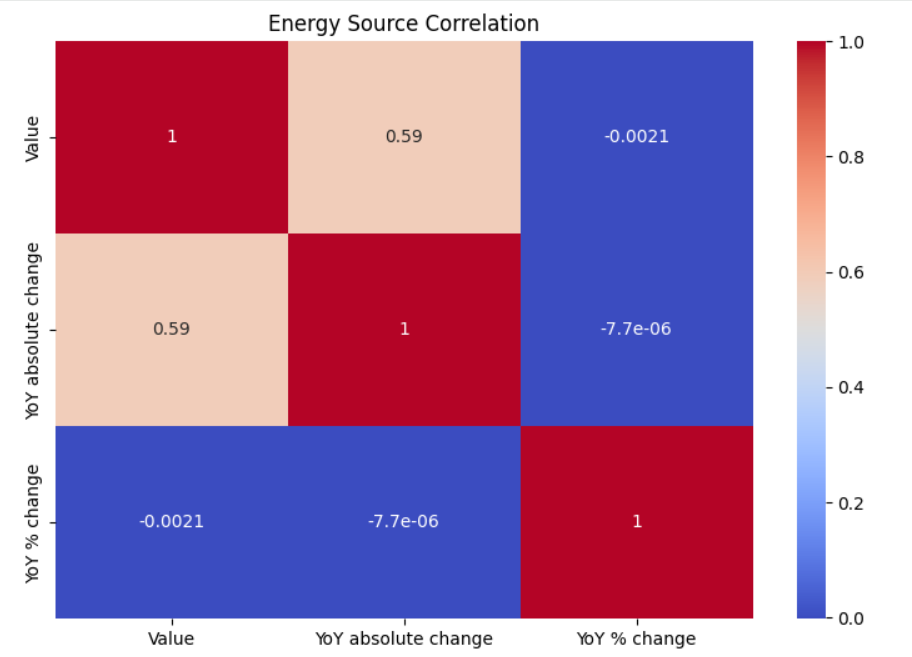 Energy Source Correlation
Value
1
0.59
-0.0021
YoY absolute change
0.59
1
-7.7e-06
YoY % change
-0.0021
-7.7e-06
1
Value
YoY absolute change
YoY % change
1.0
0.8
0.6
0.4
0.2
0.0